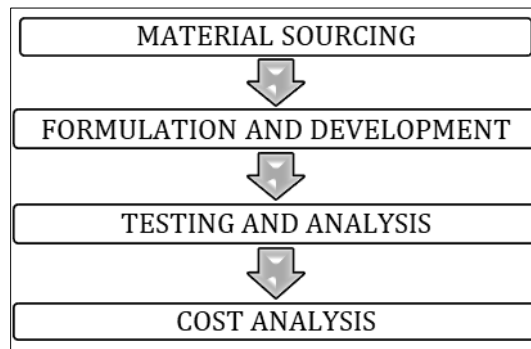 MATERIAL SOURCING
FORMULATION AND DEVELOPMENT
TESTING AND ANALYSIS
COST ANALYSIS